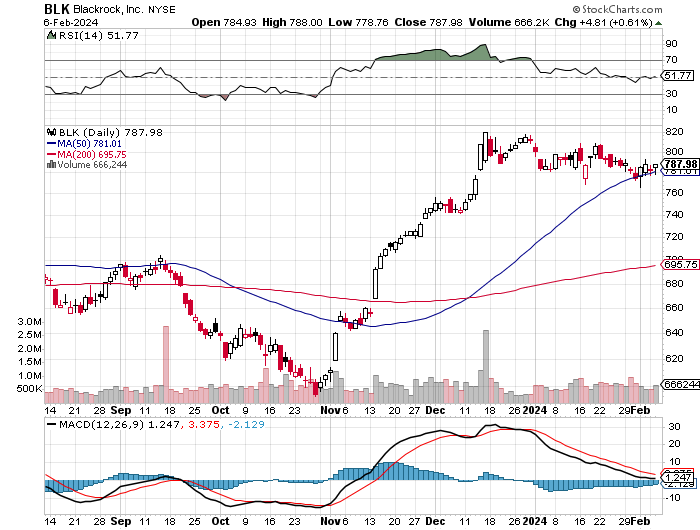 BLK Blackrock, Inc. NYSE © StockCharts.com
6-Feb-2024 Open 784.93 High 788.00 Low 778.76 Close 787.98 Volume 666.2K Chg +4.81 (+0.61%)
RSI(14) 51.77
90
70
51.77
30
10
BLK (Daily) 787.98
MA(50) 781.01
MA(200) 695.75
Volume 666,244
820
800
787.98
781.01
760
740
720
700
695.75
680
660
640
620
666244
3.0M
2.5M
2.0M
1.5M
1.0M
500K
14 21 28 Sep 11 18 25 Oct 9 16 23 Nov 6 13 20 27 Dec 11 18 26 2024 8 16 22 29 Feb
MACD(12,26,9) 1.247, 3.375, -2.129
30
20
10
3.375
1.247
-2.129
-10
14 21 28 Sep 11 18 25 Oct 9 16 23 Nov 6 13 20 27 Dec 11 18 26 2024 8 16 22 29 Feb